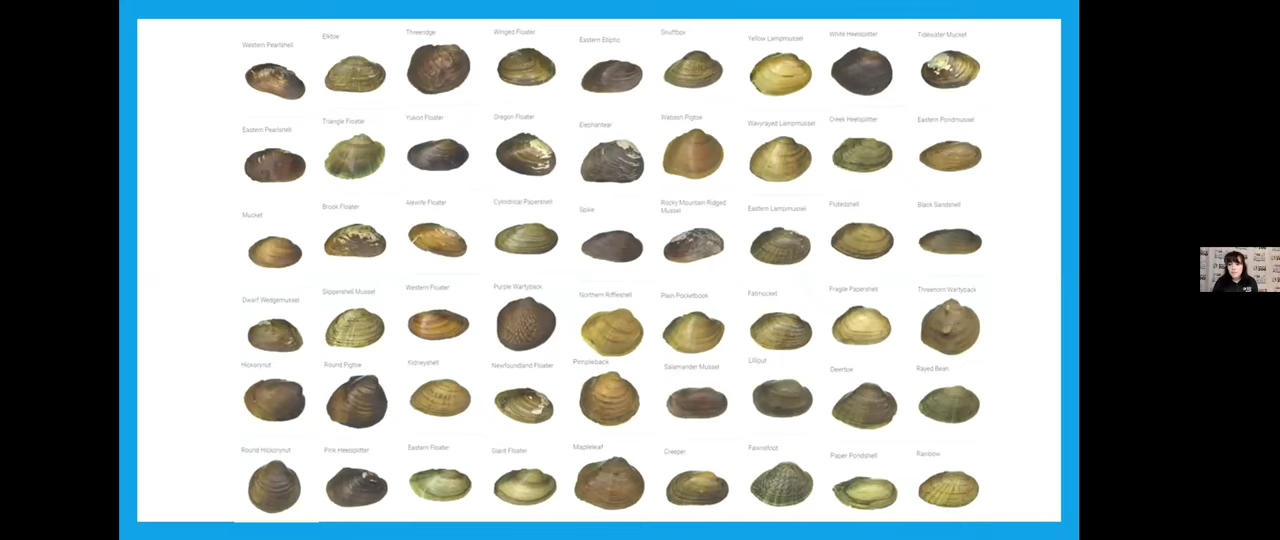 Western Pearlshell
Elktoe
Threeridge
Winged Floater
Eastern Elliptio
Snuffbox
Yellow Lampmussel
White Heelsplitter
Tidewater Mucket
Eastern Pearlshell
Triangle Floater
Yukon Floater
Oregon Floater
Elephantear
Wabash Pigtoe
Wavyrayed Lampmussel
Creek Heelsplitter
Eastern Pondmussel
Mucket
Brook Floater
Alewife Floater
Cylindrical Papershell
Spike
Rocky Mountain Ridged
Mussel
Eastern Lampmussel
Flutedshell
Black Sandshell
Dwarf Wedgemussel
Slippershell Mussel
Western Floater
Purple Wartyback
Northern Riffleshell
Plain Pocketbook
Fatmucket
Fragile Papershell
Threehorn Wartyback
Hickorynut
Round Pigtoe
Kidneyshell
Newfoundland Floater
Pimpleback
Salamander Mussel
Lilliput
Deertoe
Rayed Bean
Round Hickorynut
Pink Heelsplitter
Eastern Floater
Giant Floater
Mapleleaf
Creeper
Fawnsfoot
Paper Pondshell
Rainbow